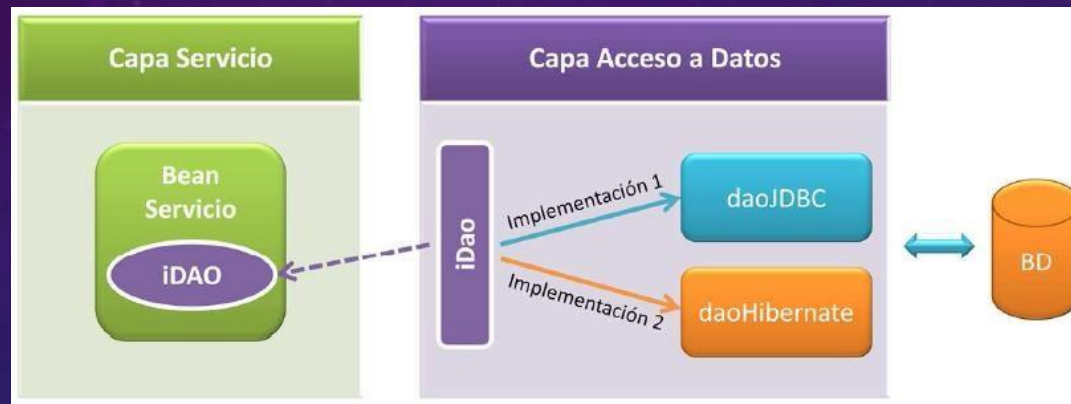 Capa Servicio
Bean
Servicio
iDAO
Capa Acceso a Datos
iDao
Implementación 1
daoJDBC
Implementación 2
daoHibernate
BD